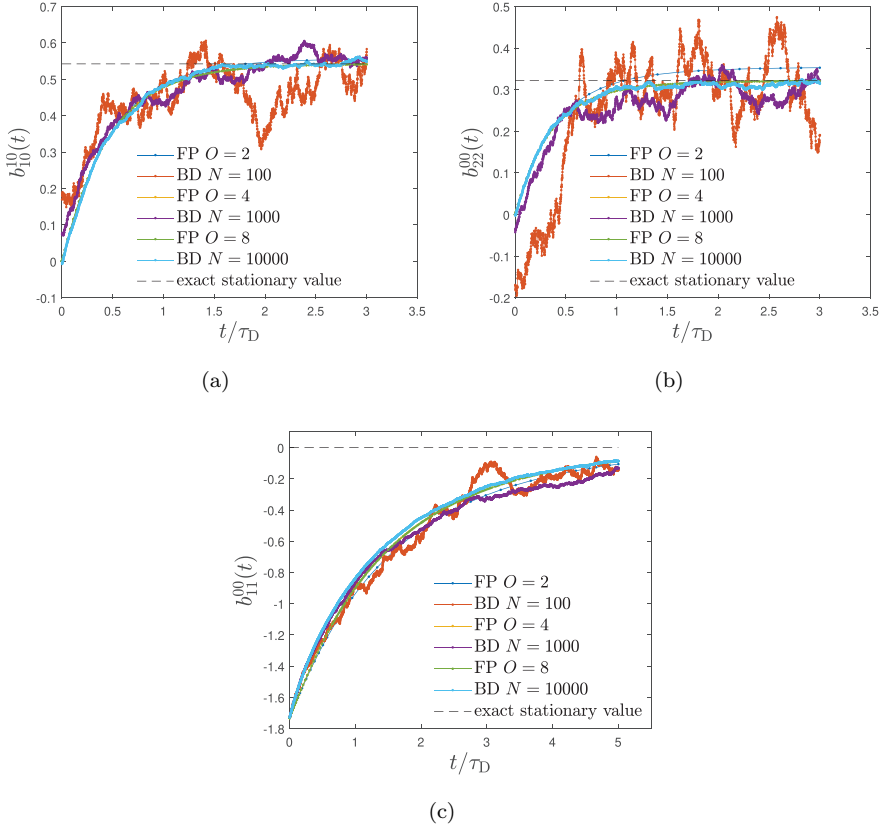 0.7
0.6
0.5
0.4
0.3
0.2
0.1
0
-0.1
b₁₀¹⁰(t)
FP O = 2
BD N = 100
FP O = 4
BD N = 1000
FP O = 8
BD N = 10000
exact stationary value
0 0.5 1 1.5 2 2.5 3 3.5
t/τ_D
(a)
0.5
0.4
0.3
0.2
0.1
0
-0.1
-0.2
b₂₂⁰⁰(t)
FP O = 2
BD N = 100
FP O = 4
BD N = 1000
FP O = 8
BD N = 10000
exact stationary value
0 0.5 1 1.5 2 2.5 3 3.5
t/τ_D
(b)
0
-0.2
-0.4
-0.6
-0.8
-1
-1.2
-1.4
-1.6
-1.8
b₁₁⁰⁰(t)
FP O = 2
BD N = 100
FP O = 4
BD N = 1000
FP O = 8
BD N = 10000
exact stationary value
0 1 2 3 4 5
t/τ_D
(c)